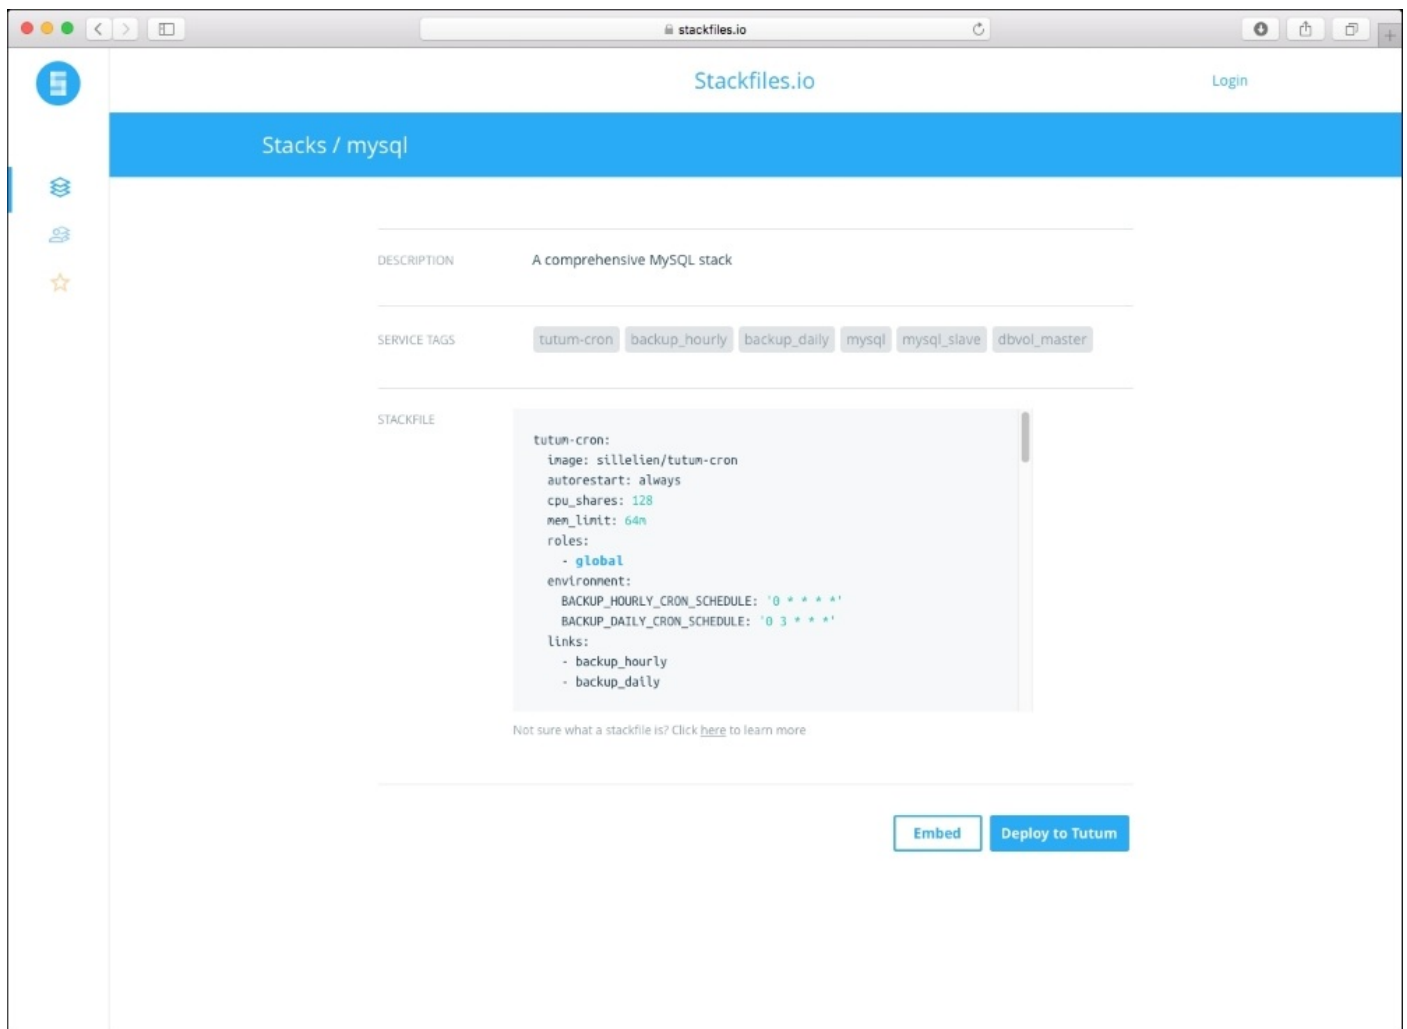 stackfiles.io
Stackfiles.io
Login
Stacks / mysql
DESCRIPTION
A comprehensive MySQL stack
SERVICE TAGS
tutum-cron backup_hourly backup_daily mysql mysql_slave dbvol_master
STACKFILE
tutum-cron:
  image: sillelien/tutum-cron
  autorestart: always
  cpu_shares: 128
  mem_limit: 64m
  roles:
    - global
  environment:
    BACKUP_HOURLY_CRON_SCHEDULE: '0 * * * *'
    BACKUP_DAILY_CRON_SCHEDULE: '0 3 * * *'
  links:
    - backup_hourly
    - backup_daily
Not sure what a stackfile is? Click here to learn more
Embed
Deploy to Tutum